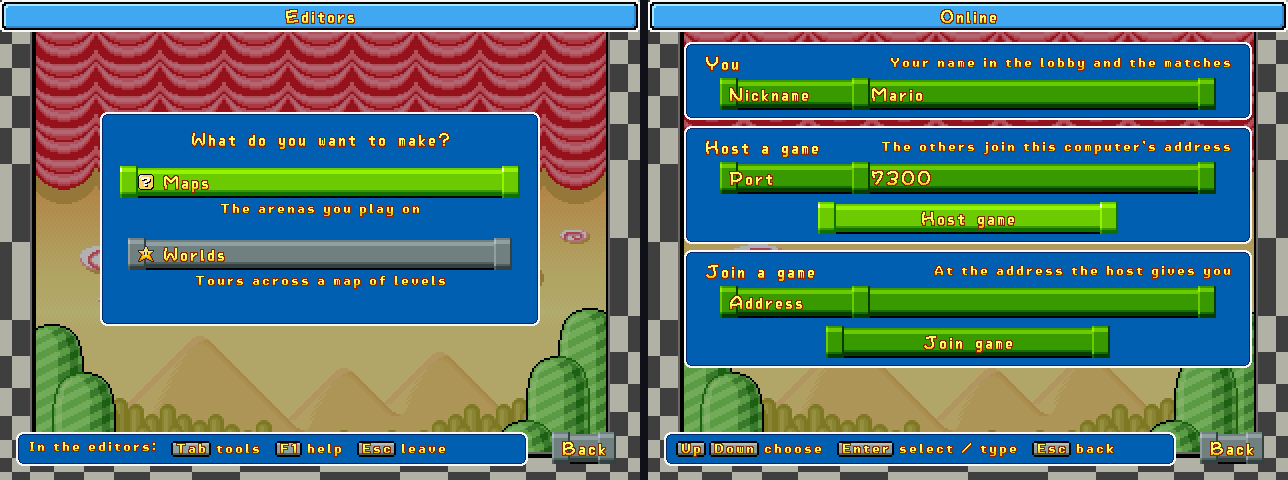 Editors
What do you want to make?
? Maps
The arenas you play on
Worlds
Tours across a map of levels
In the editors: Tab tools F1 help Esc leave
Back
Online
You Your name in the lobby and the matches
Nickname Mario
Host a game The others join this computer's address
Port 7300
Host game
Join a game At the address the host gives you
Address
Join game
Up Down choose Enter select / type Esc back
Back